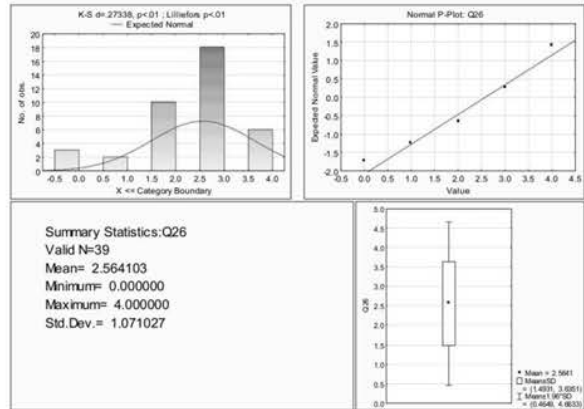 K-S d=.27338, p<.01 ; Lilliefors p<.01
Expected Normal
No. of obs.
20
18
16
14
12
10
8
6
4
2
0
-0.5 0.0 0.5 1.0 1.5 2.0 2.5 3.0 3.5 4.0
X << Category Boundary
Normal P-Plot: Q26
Expected Normal Value
2.0
1.5
1.0
0.5
0.0
-0.5
-1.0
-1.5
-2.0
-0.5 0.0 0.5 1.0 1.5 2.0 2.5 3.0 3.5 4.0 4.5
Value
Summary Statistics:Q26
Valid N=39
Mean= 2.564103
Minimum= 0.000000
Maximum= 4.000000
Std.Dev.= 1.071027
Q26
5.0
4.5
4.0
3.5
3.0
2.5
2.0
1.5
1.0
0.5
0.0
Mean = 2.5641
Mean±SD
= (1.4931, 3.6351)
Mean±1.96*SD
= (0.4649, 4.6633)